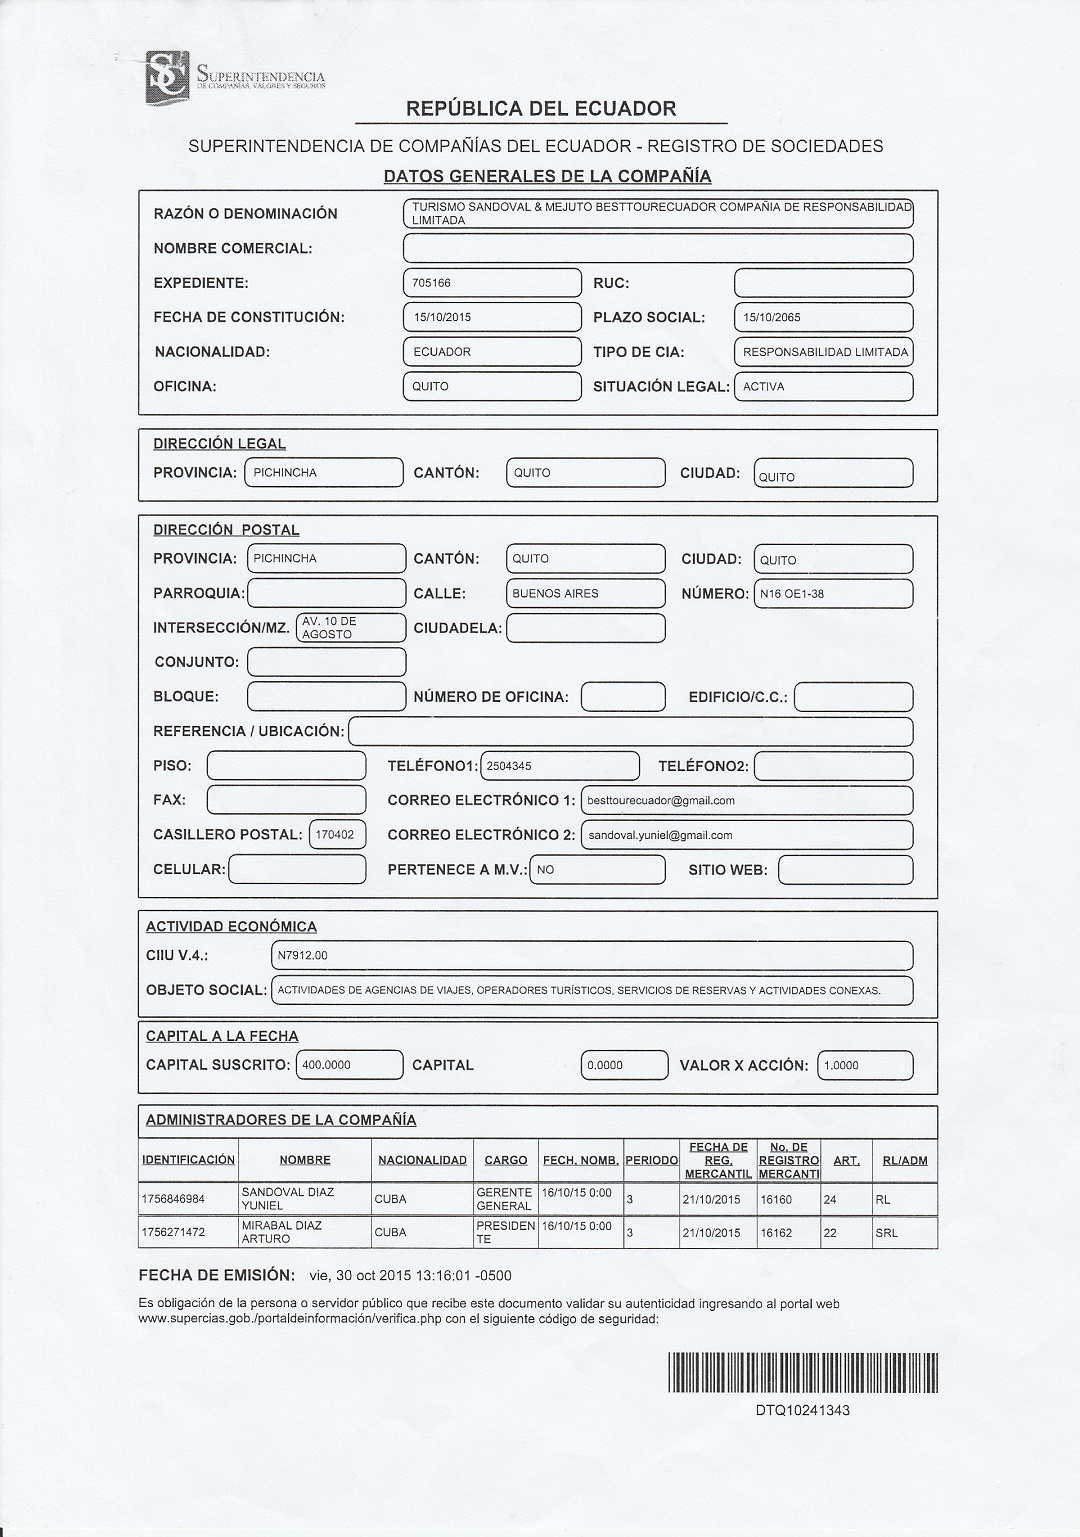 SUPERINTENDENCIA
DE COMPAÑÍAS, VALORES Y SEGUROS
REPÚBLICA DEL ECUADOR
SUPERINTENDENCIA DE COMPAÑÍAS DEL ECUADOR - REGISTRO DE SOCIEDADES
DATOS GENERALES DE LA COMPAÑÍA
RAZÓN O DENOMINACIÓN TURISMO SANDOVAL & MEJUTO BESTTOURECUADOR COMPAÑIA DE RESPONSABILIDAD
LIMITADA
NOMBRE COMERCIAL:
EXPEDIENTE: 705166 RUC:
FECHA DE CONSTITUCIÓN: 15/10/2015 PLAZO SOCIAL: 15/10/2065
NACIONALIDAD: ECUADOR TIPO DE CIA: RESPONSABILIDAD LIMITADA
OFICINA: QUITO SITUACIÓN LEGAL: ACTIVA
DIRECCIÓN LEGAL
PROVINCIA: PICHINCHA CANTÓN: QUITO CIUDAD: QUITO
DIRECCIÓN POSTAL
PROVINCIA: PICHINCHA CANTÓN: QUITO CIUDAD: QUITO
PARROQUIA: CALLE: BUENOS AIRES NÚMERO: N16 OE1-38
INTERSECCIÓN/MZ. AV. 10 DE AGOSTO CIUDADELA:
CONJUNTO:
BLOQUE: NÚMERO DE OFICINA: EDIFICIO/C.C.:
REFERENCIA / UBICACIÓN:
PISO: TELÉFONO1: 2504345 TELÉFONO2:
FAX: CORREO ELECTRÓNICO 1: besttourecuador@gmail.com
CASILLERO POSTAL: 170402 CORREO ELECTRÓNICO 2: sandoval.yuniel@gmail.com
CELULAR: PERTENECE A M.V.: NO SITIO WEB:
ACTIVIDAD ECONÓMICA
CIIU V.4.: N7912.00
OBJETO SOCIAL: ACTIVIDADES DE AGENCIAS DE VIAJES, OPERADORES TURÍSTICOS, SERVICIOS DE RESERVAS Y ACTIVIDADES CONEXAS.
CAPITAL A LA FECHA
CAPITAL SUSCRITO: 400.0000 CAPITAL 0.0000 VALOR X ACCIÓN: 1.0000
ADMINISTRADORES DE LA COMPAÑÍA
IDENTIFICACIÓN NOMBRE NACIONALIDAD CARGO FECH. NOMB. PERIODO FECHA DE REG. MERCANTIL No. DE REGISTRO MERCANTI ART. RL/ADM
1756846984 SANDOVAL DIAZ YUNIEL CUBA GERENTE GENERAL 16/10/15 0:00 3 21/10/2015 16160 24 RL
1756271472 MIRABAL DIAZ ARTURO CUBA PRESIDEN TE 16/10/15 0:00 3 21/10/2015 16162 22 SRL
FECHA DE EMISIÓN: vie, 30 oct 2015 13:16:01 -0500
Es obligación de la persona o servidor público que recibe este documento validar su autenticidad ingresando al portal web
www.supercias.gob./portaldeinformación/verifica.php con el siguiente código de seguridad:
DTQ10241343